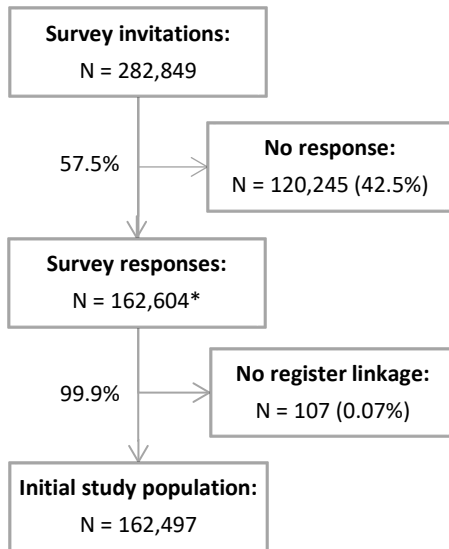 Survey invitations:
N = 282,849
57.5%
No response:
N = 120,245 (42.5%)
Survey responses:
N = 162,604*
99.9%
No register linkage:
N = 107 (0.07%)
Initial study population:
N = 162,497